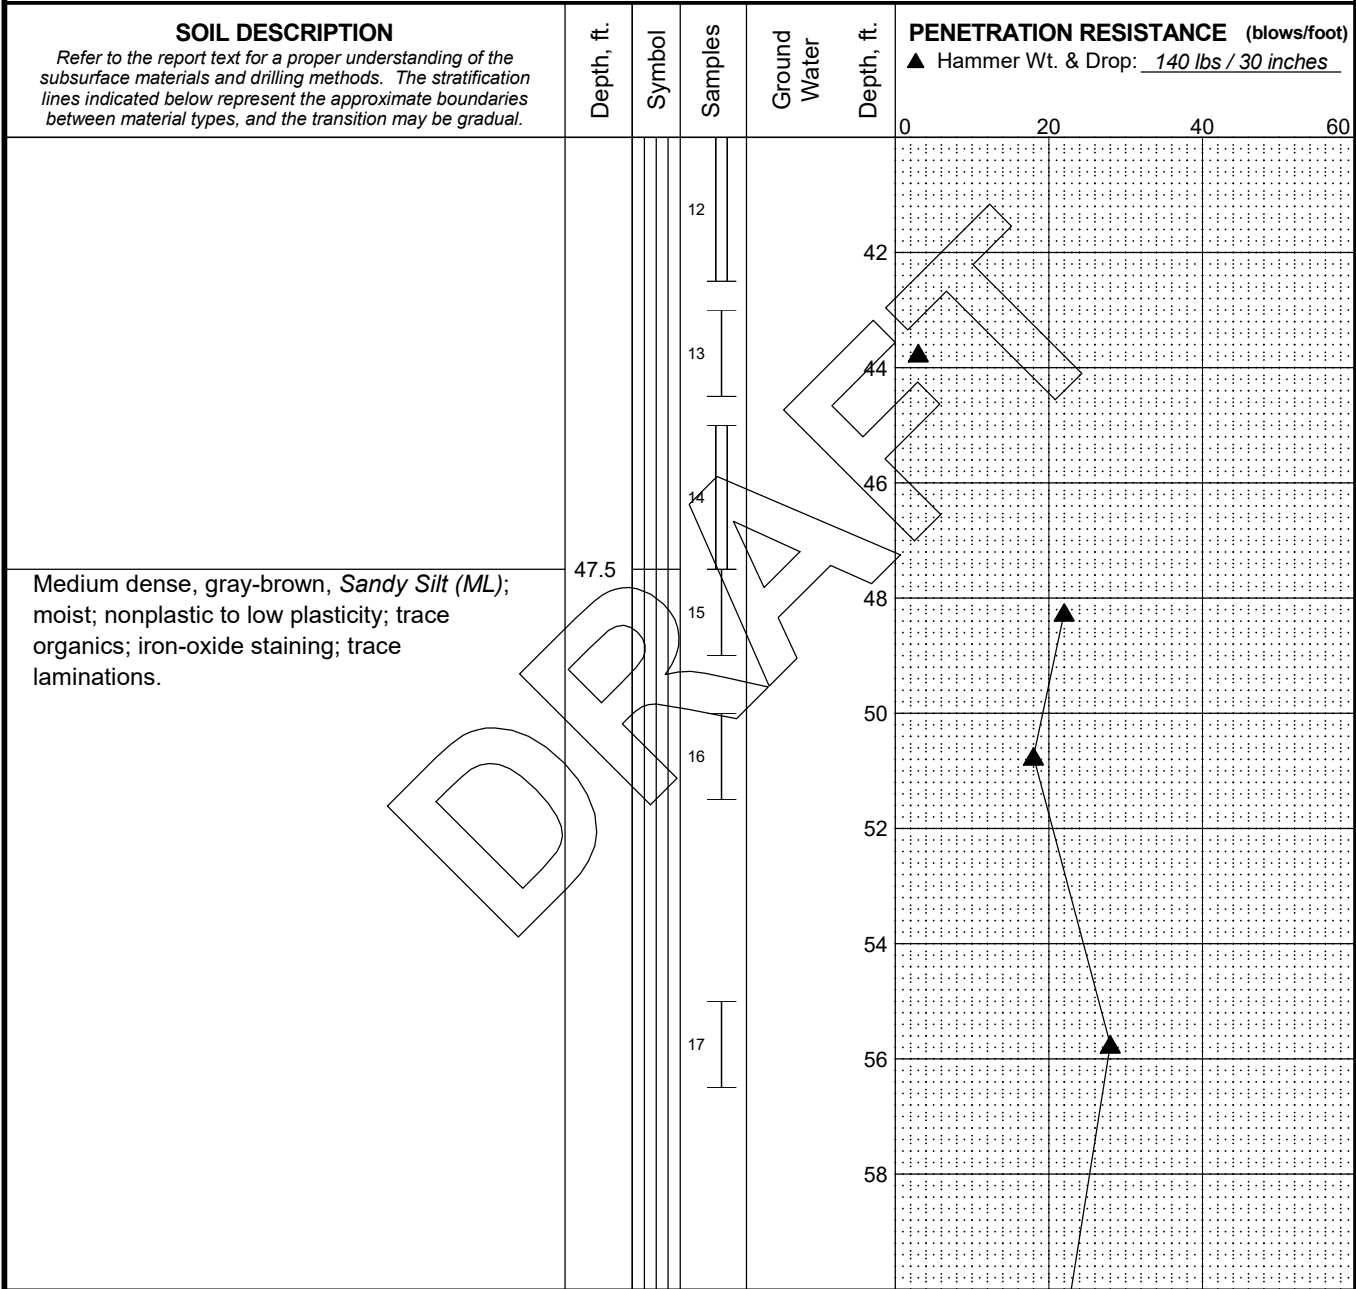 SOIL DESCRIPTION
Refer to the report text for a proper understanding of the
subsurface materials and drilling methods. The stratification
lines indicated below represent the approximate boundaries
between material types, and the transition may be gradual.
Depth, ft.
Symbol
Samples
Ground
Water
Depth, ft.
PENETRATION RESISTANCE (blows/foot)
▲ Hammer Wt. & Drop: 140 lbs / 30 inches
0 20 40 60
12
42
13
44
14
46
47.5
Medium dense, gray-brown, Sandy Silt (ML);
moist; nonplastic to low plasticity; trace
organics; iron-oxide staining; trace
laminations.
15
48
16
50
52
54
17
56
58
DRAFT